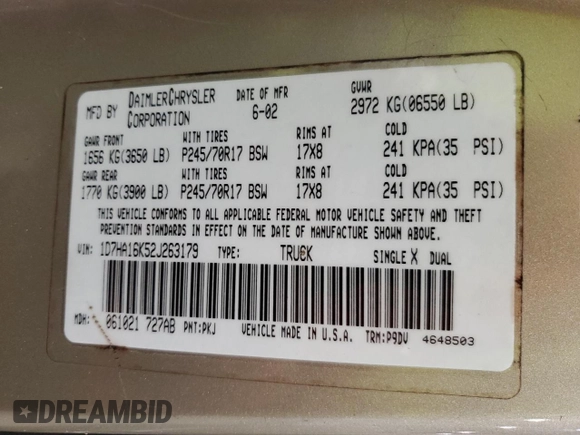 MFD BY DAIMLERCHRYSLER CORPORATION DATE OF MFR 6-02 GVWR 2972 KG(06550 LB)
GAWR FRONT WITH TIRES RIMS AT COLD
1656 KG(3650 LB) P245/70R17 BSW 17X8 241 KPA(35 PSI)
GAWR REAR WITH TIRES RIMS AT COLD
1770 KG(3900 LB) P245/70R17 BSW 17X8 241 KPA(35 PSI)
THIS VEHICLE CONFORMS TO ALL APPLICABLE FEDERAL MOTOR VEHICLE SAFETY AND THEFT
PREVENTION STANDARDS IN EFFECT ON THE DATE OF MANUFACTURE SHOWN ABOVE.
VIN: 1D7HA16K52J263179 TYPE: TRUCK SINGLE X DUAL
MDH: 061021 727AB PNT:PKJ VEHICLE MADE IN U.S.A. TRM:P9DV 4648503
DREAMBID